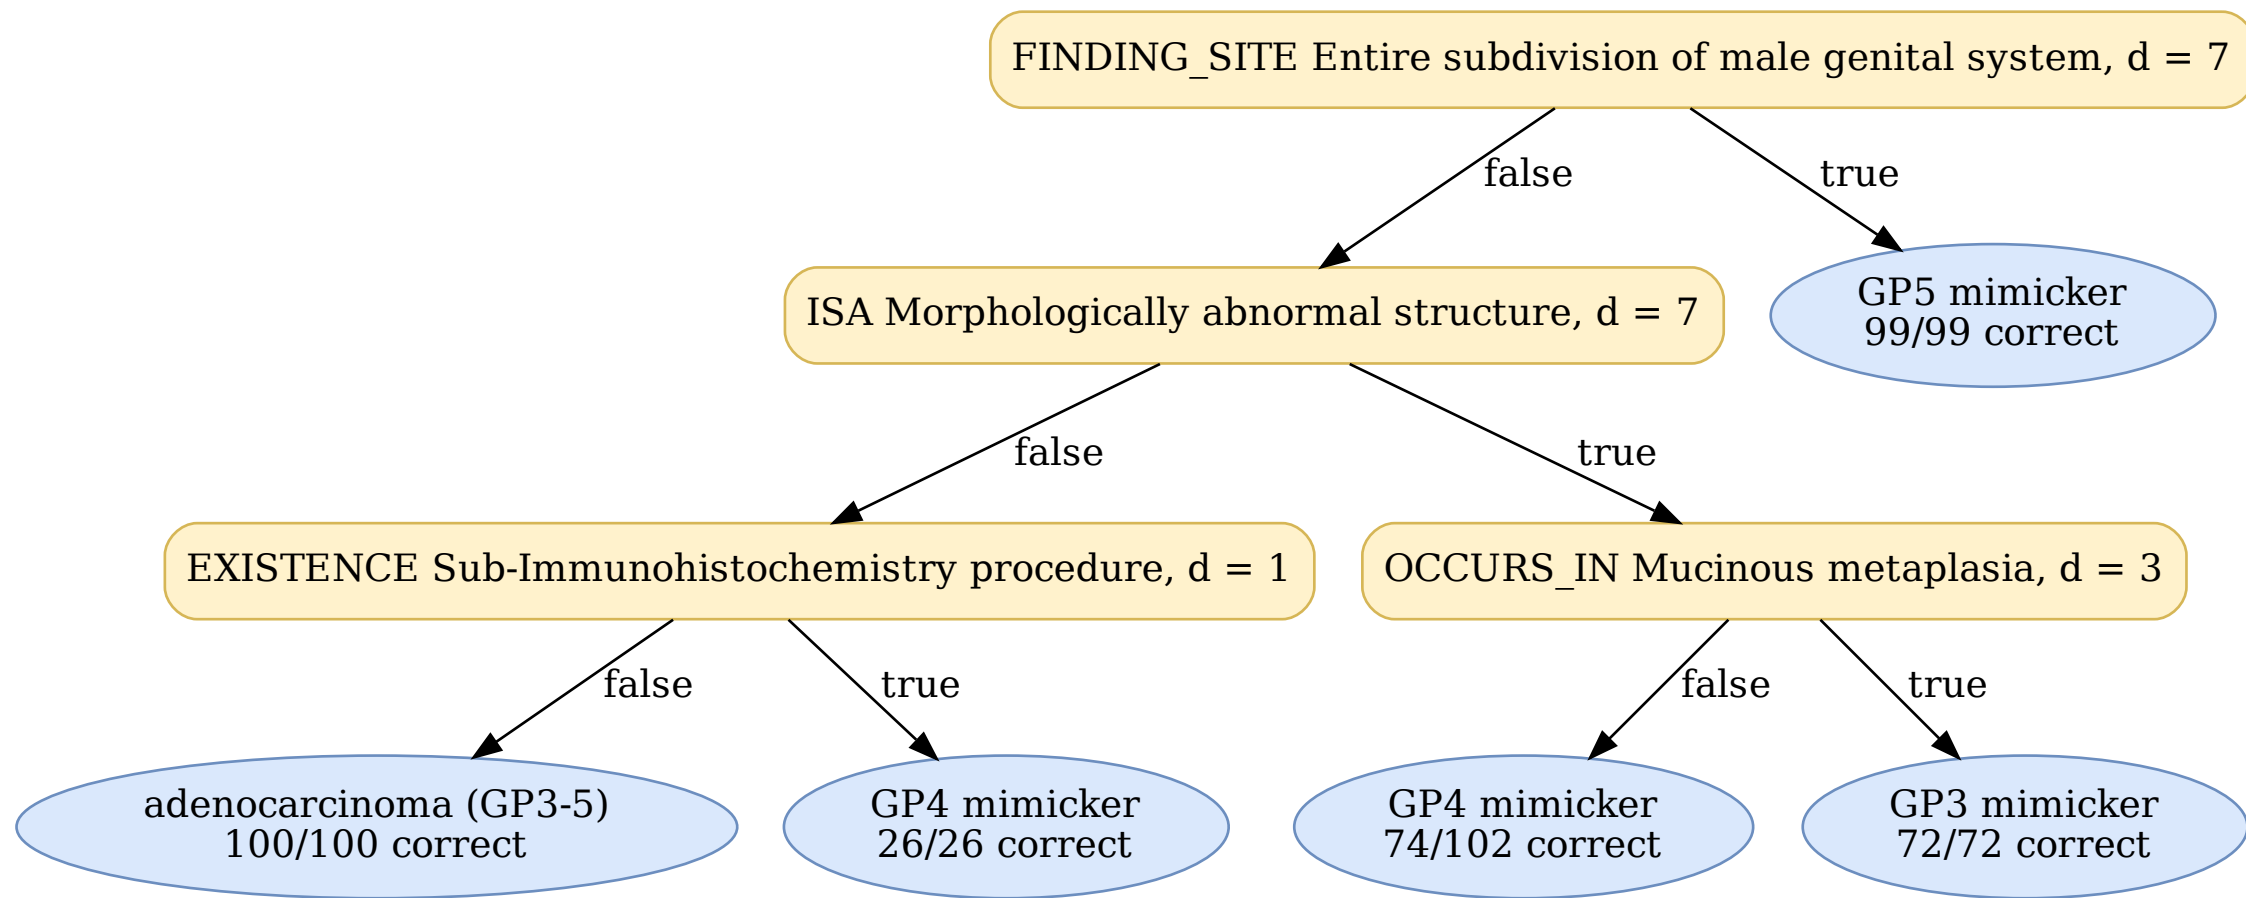 FINDING_SITE Entire subdivision of male genital system, d = 7
false
true
ISA Morphologically abnormal structure, d = 7
GP5 mimicker
99/99 correct
false
true
EXISTENCE Sub-Immunohistochemistry procedure, d = 1
OCCURS_IN Mucinous metaplasia, d = 3
false
true
false
true
adenocarcinoma (GP3-5)
100/100 correct
GP4 mimicker
26/26 correct
GP4 mimicker
74/102 correct
GP3 mimicker
72/72 correct